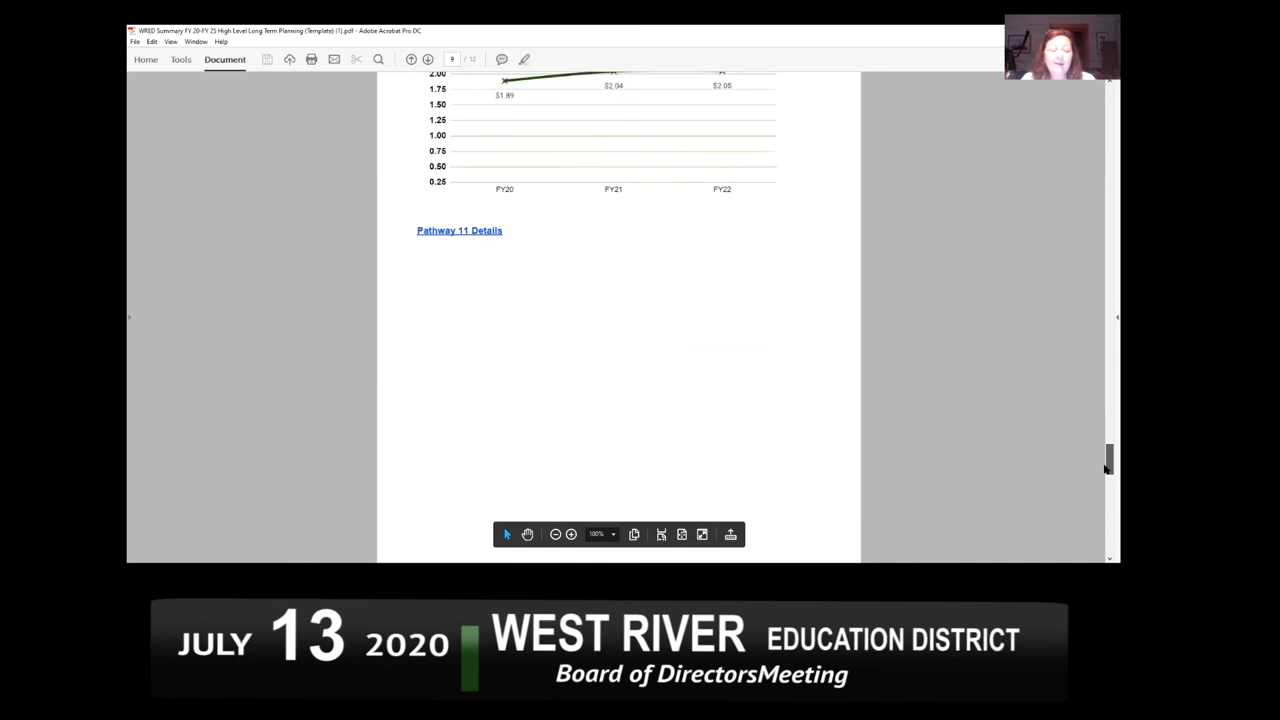 WRED Summary FY 20-FY 25 High Level Long Term Planning (Template) (1).pdf - Adobe Acrobat Pro DC
File Edit View Window Help
Home Tools Document 9 / 12
2.00
$2.04 $2.05
1.75
$1.89
1.50
1.25
1.00
0.75
0.50
0.25
FY20 FY21 FY22
Pathway 11 Details
100%
JULY 13 2020 WEST RIVER EDUCATION DISTRICT
Board of DirectorsMeeting